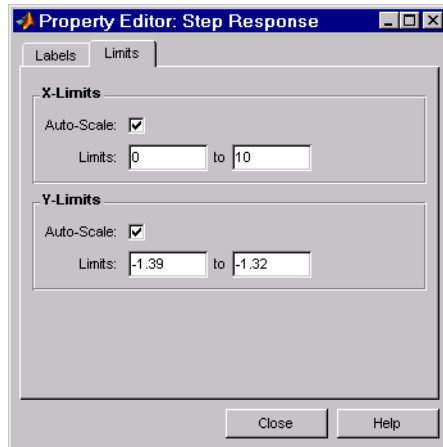 Property Editor: Step Response
Labels Limits
X-Limits
Auto-Scale:
Limits: 0 to 10
Y-Limits
Auto-Scale:
Limits: -1.39 to -1.32
Close Help